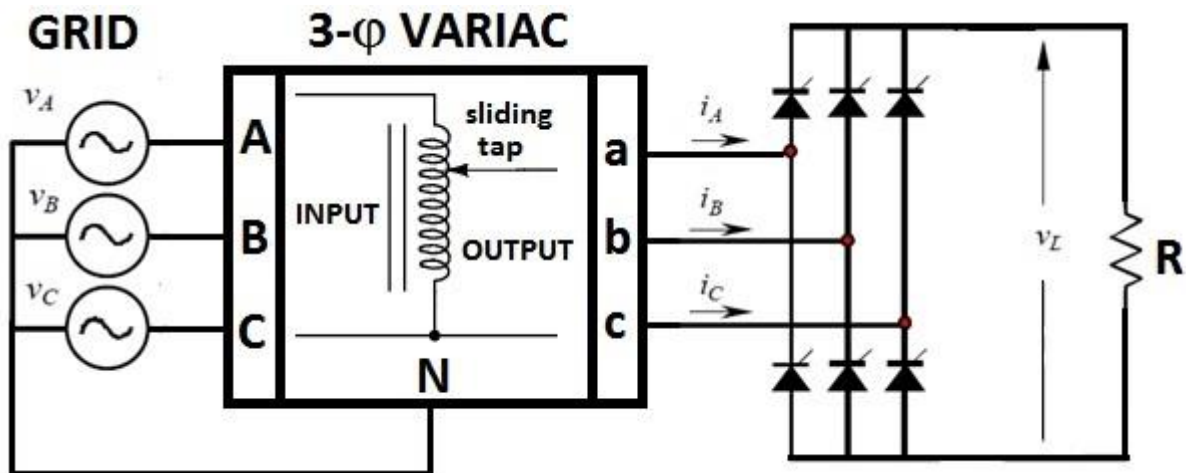 GRID
3-φ VARIAC
v_A
v_B
v_C
A
B
C
sliding
tap
INPUT
OUTPUT
N
a
b
c
i_A
i_B
i_C
v_L
R